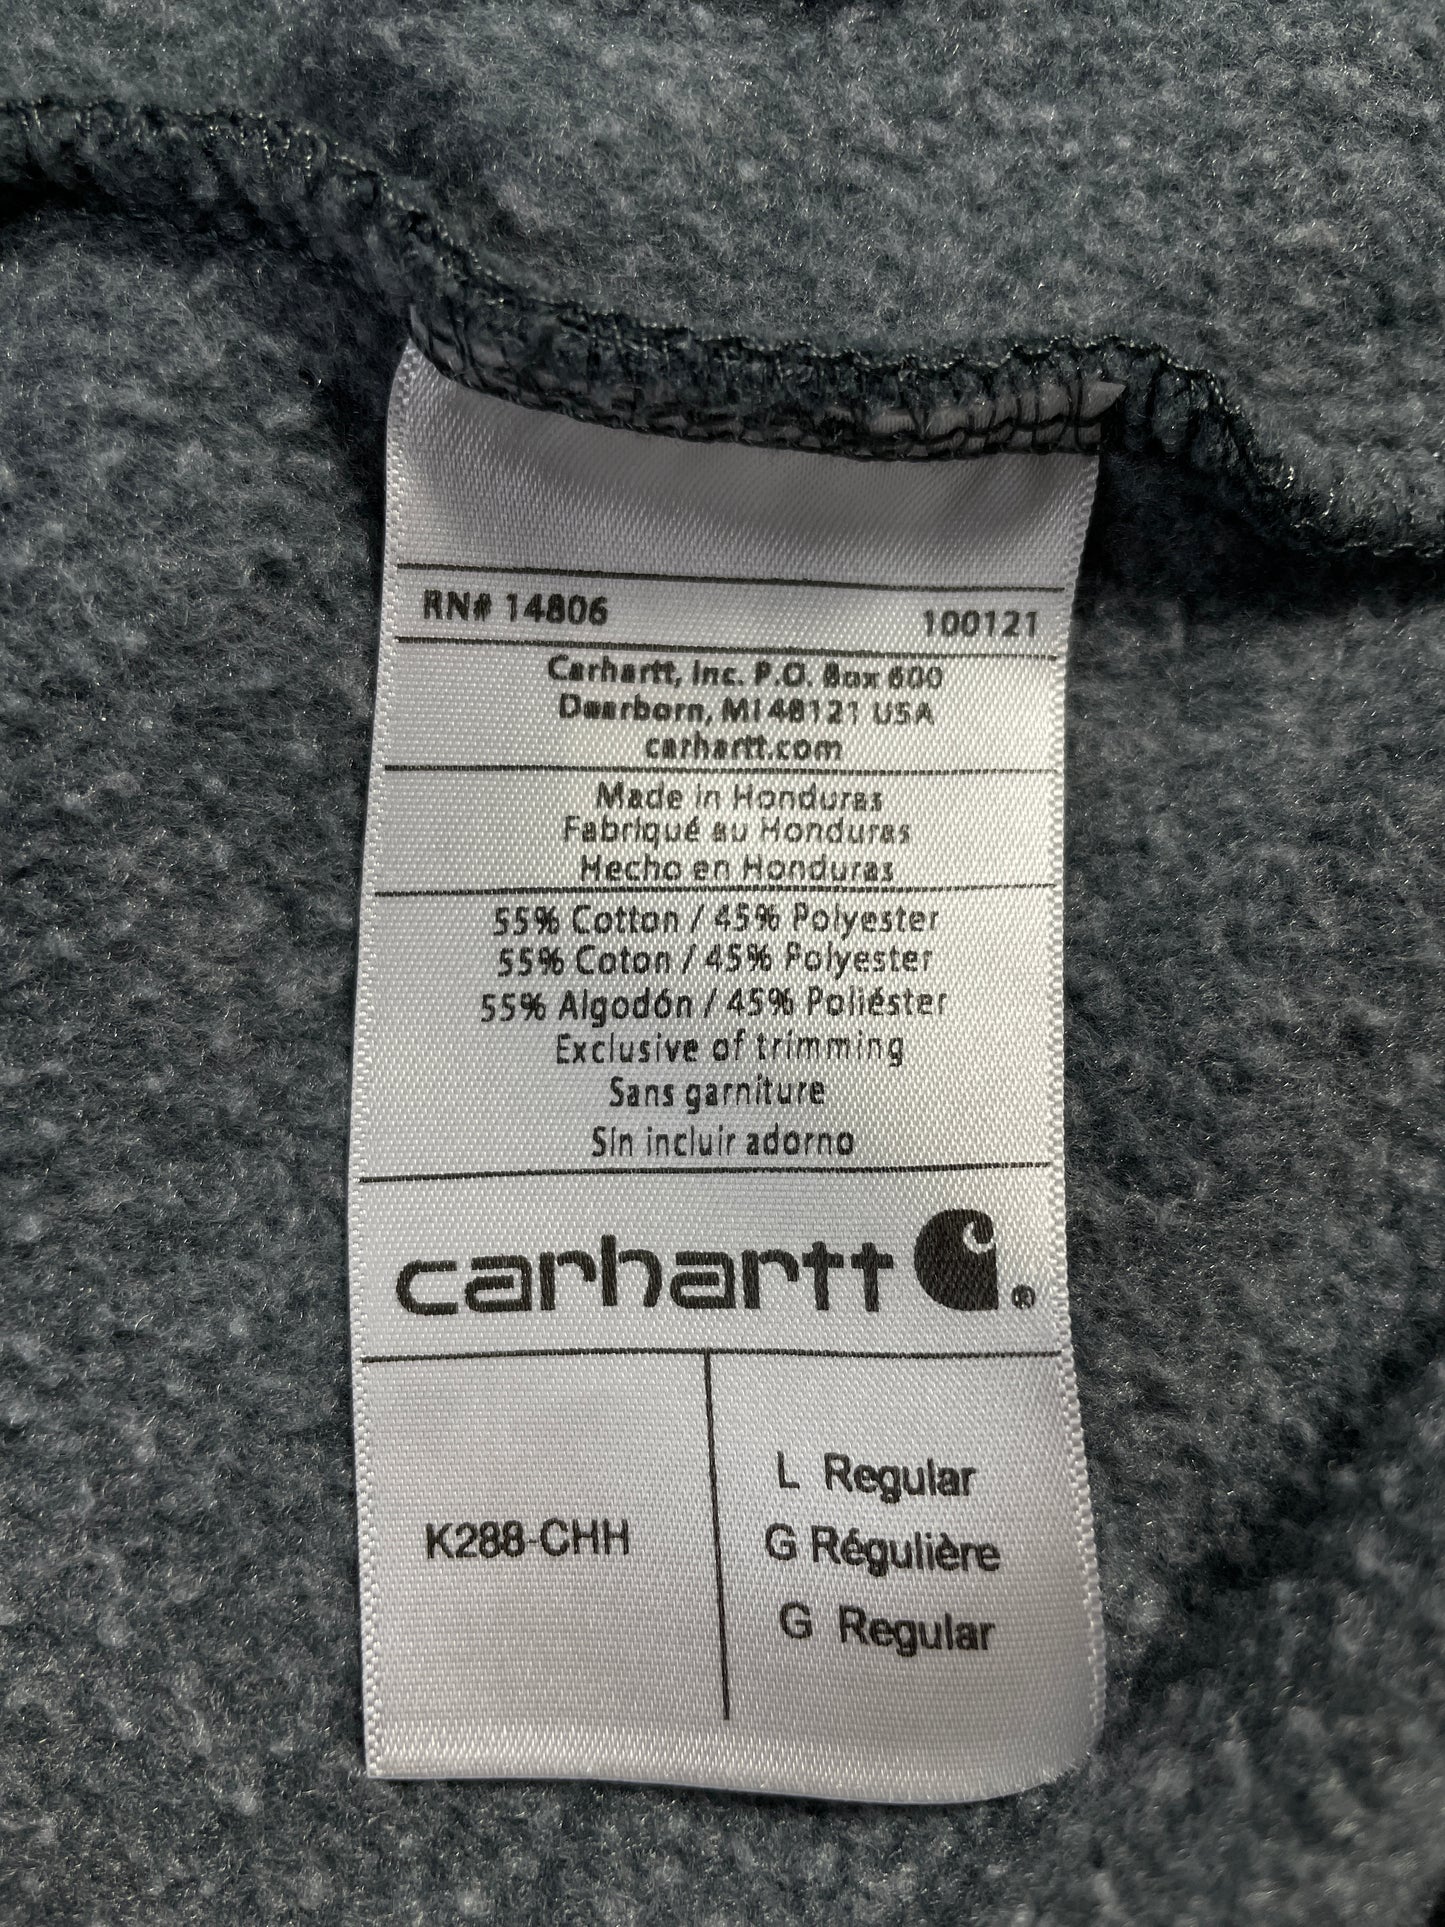 RN# 14806 100121
Carhartt, Inc. P.O. Box 600
Dearborn, MI 48121 USA
carhartt.com
Made in Honduras
Fabriqué au Honduras
Hecho en Honduras
55% Cotton / 45% Polyester
55% Coton / 45% Polyester
55% Algodón / 45% Poliéster
Exclusive of trimming
Sans garniture
Sin incluir adorno
carhartt ®
K288-CHH
L Regular
G Régulière
G Regular